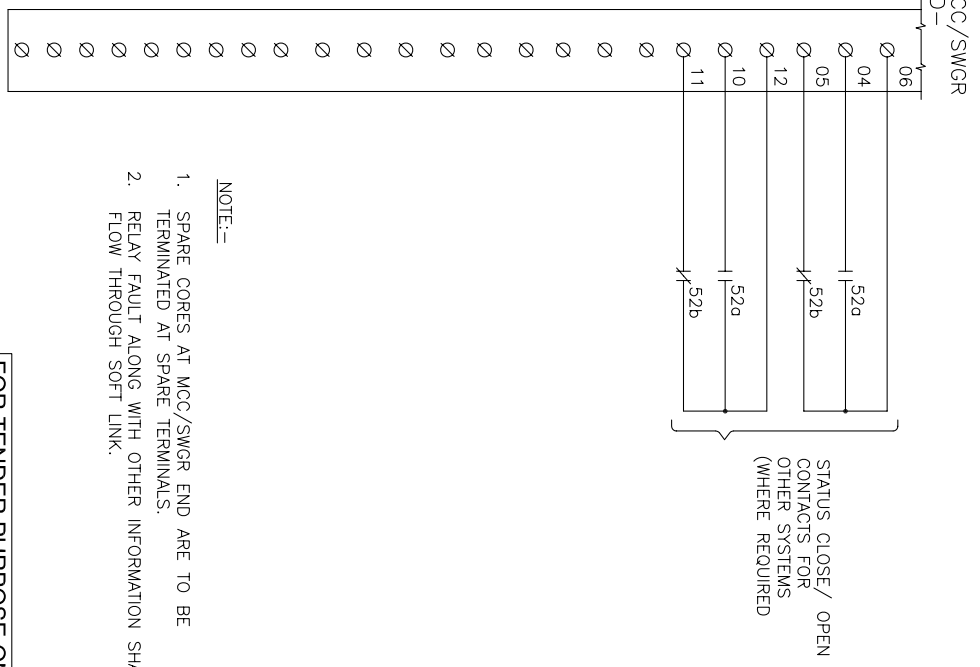 CC/SWGR
D-
06
04
05
12
10
11
52a
52b
52a
52b
STATUS CLOSE/ OPEN
CONTACTS FOR
OTHER SYSTEMS
(WHERE REQUIRED
NOTE:-
1. SPARE CORES AT MCC/SWGR END ARE TO BE
TERMINATED AT SPARE TERMINALS.
2. RELAY FAULT ALONG WITH OTHER INFORMATION SHA
FLOW THROUGH SOFT LINK.
FOR TENDER PURPOSE